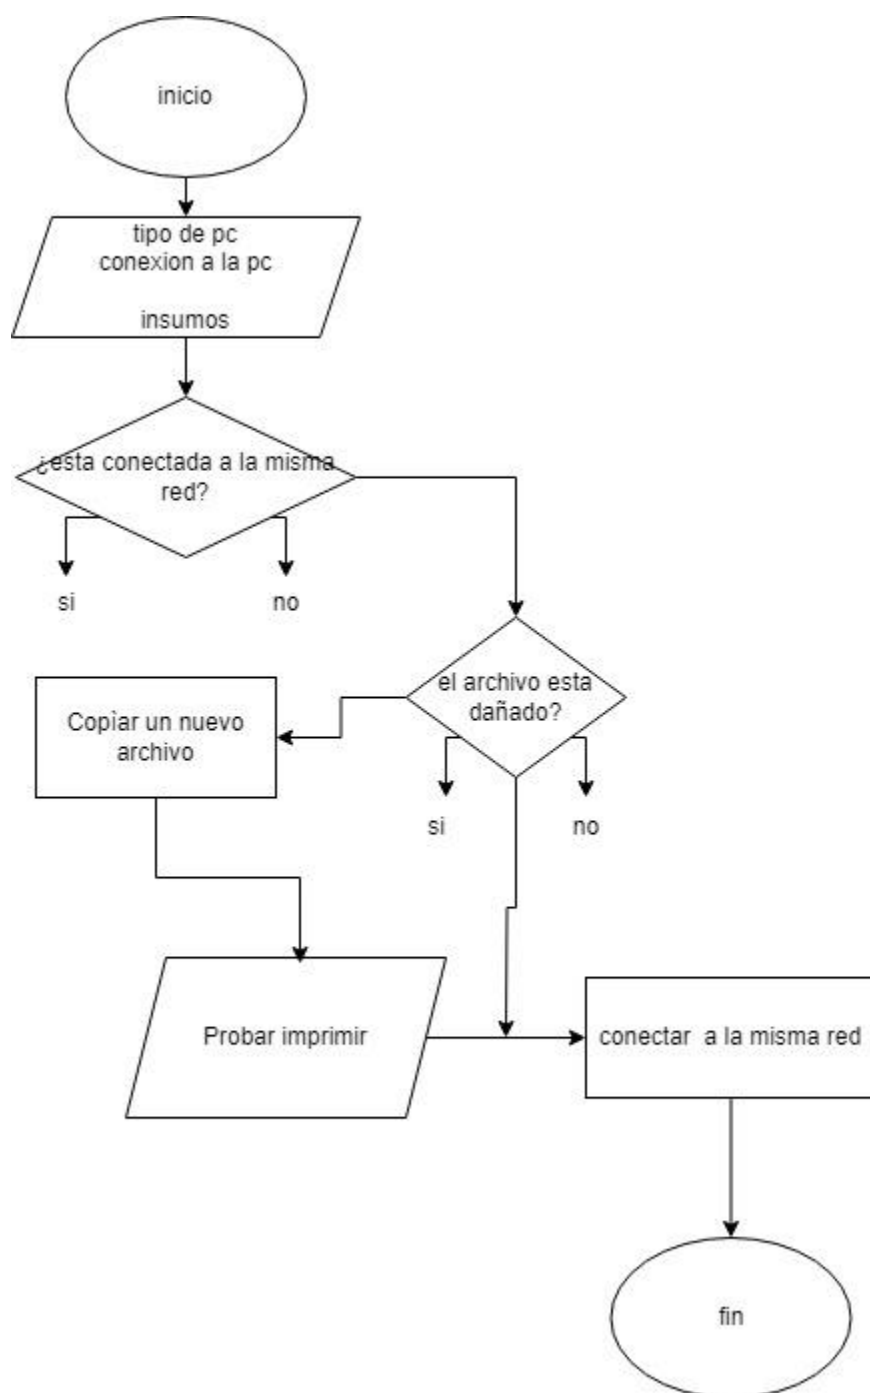 inicio
tipo de pc
conexion a la pc
insumos
¿esta conectada a la misma
red?
si
no
el archivo esta
dañado?
Copìar un nuevo
archivo
si
no
Probar imprimir
conectar a la misma red
fin